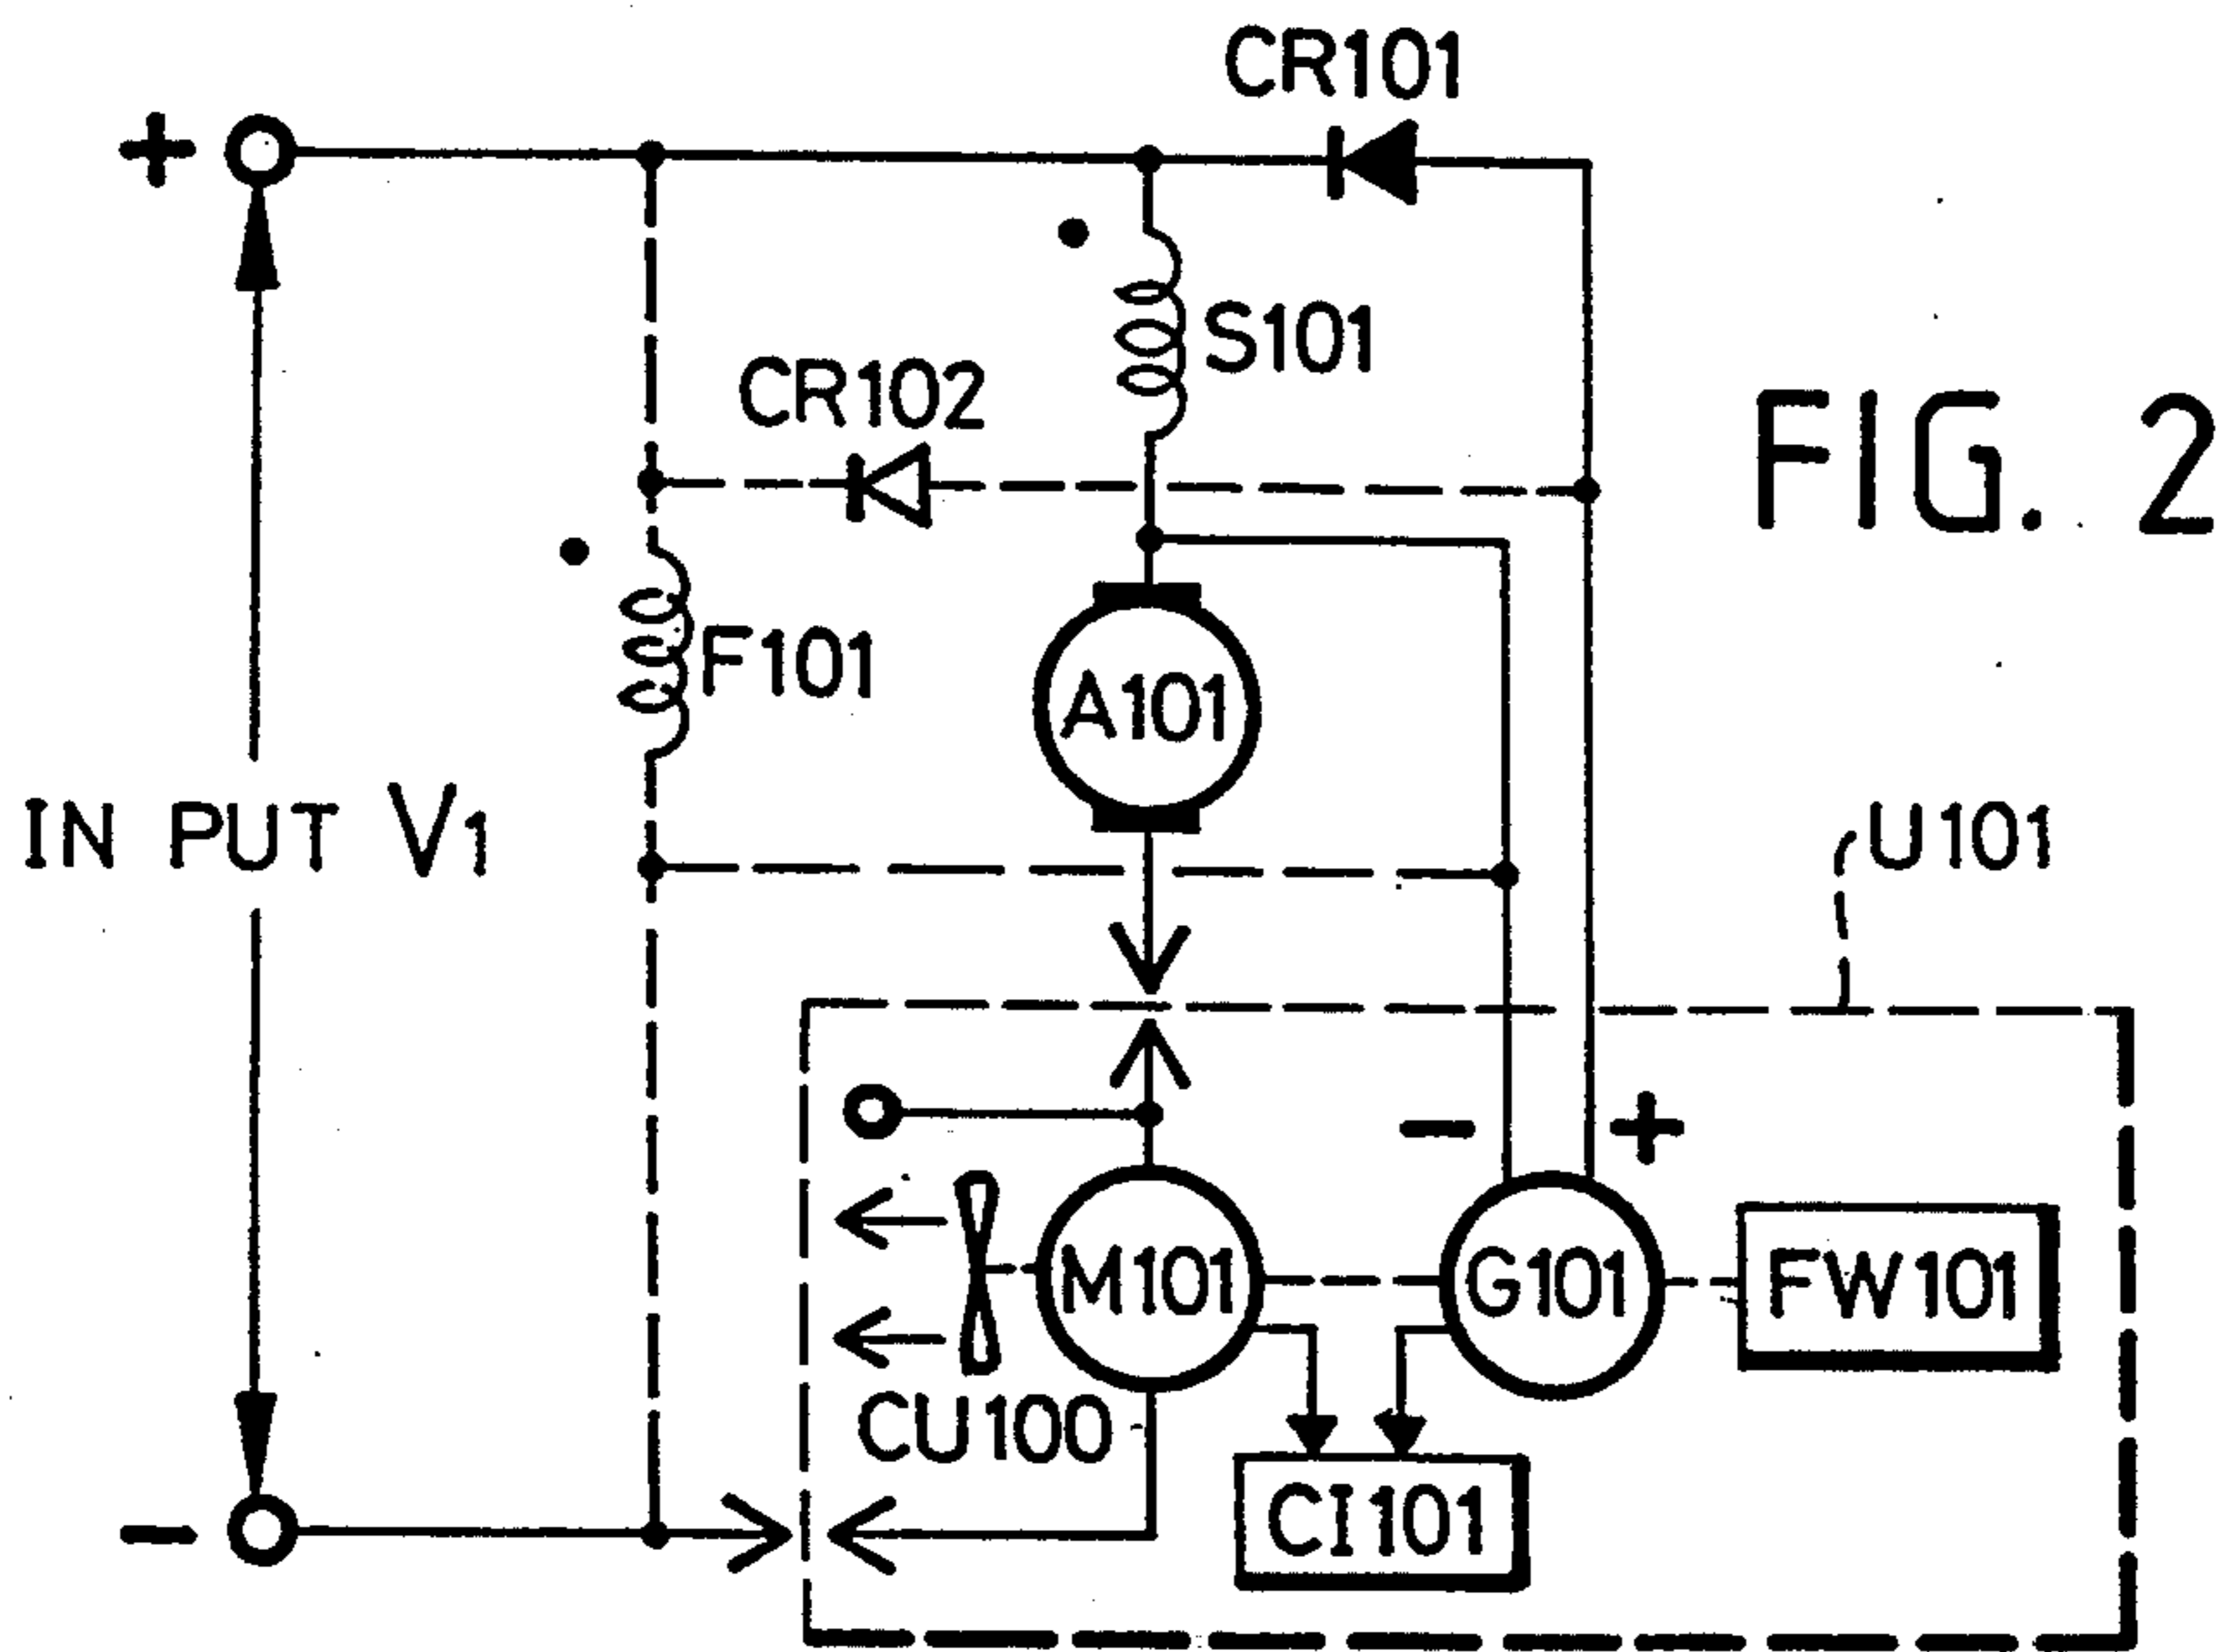 CR101
+
S101
CR102
FIG. 2
F101
A101
IN PUT V1
U101
- +
M101
G101
FW101
CU100
CI101
-